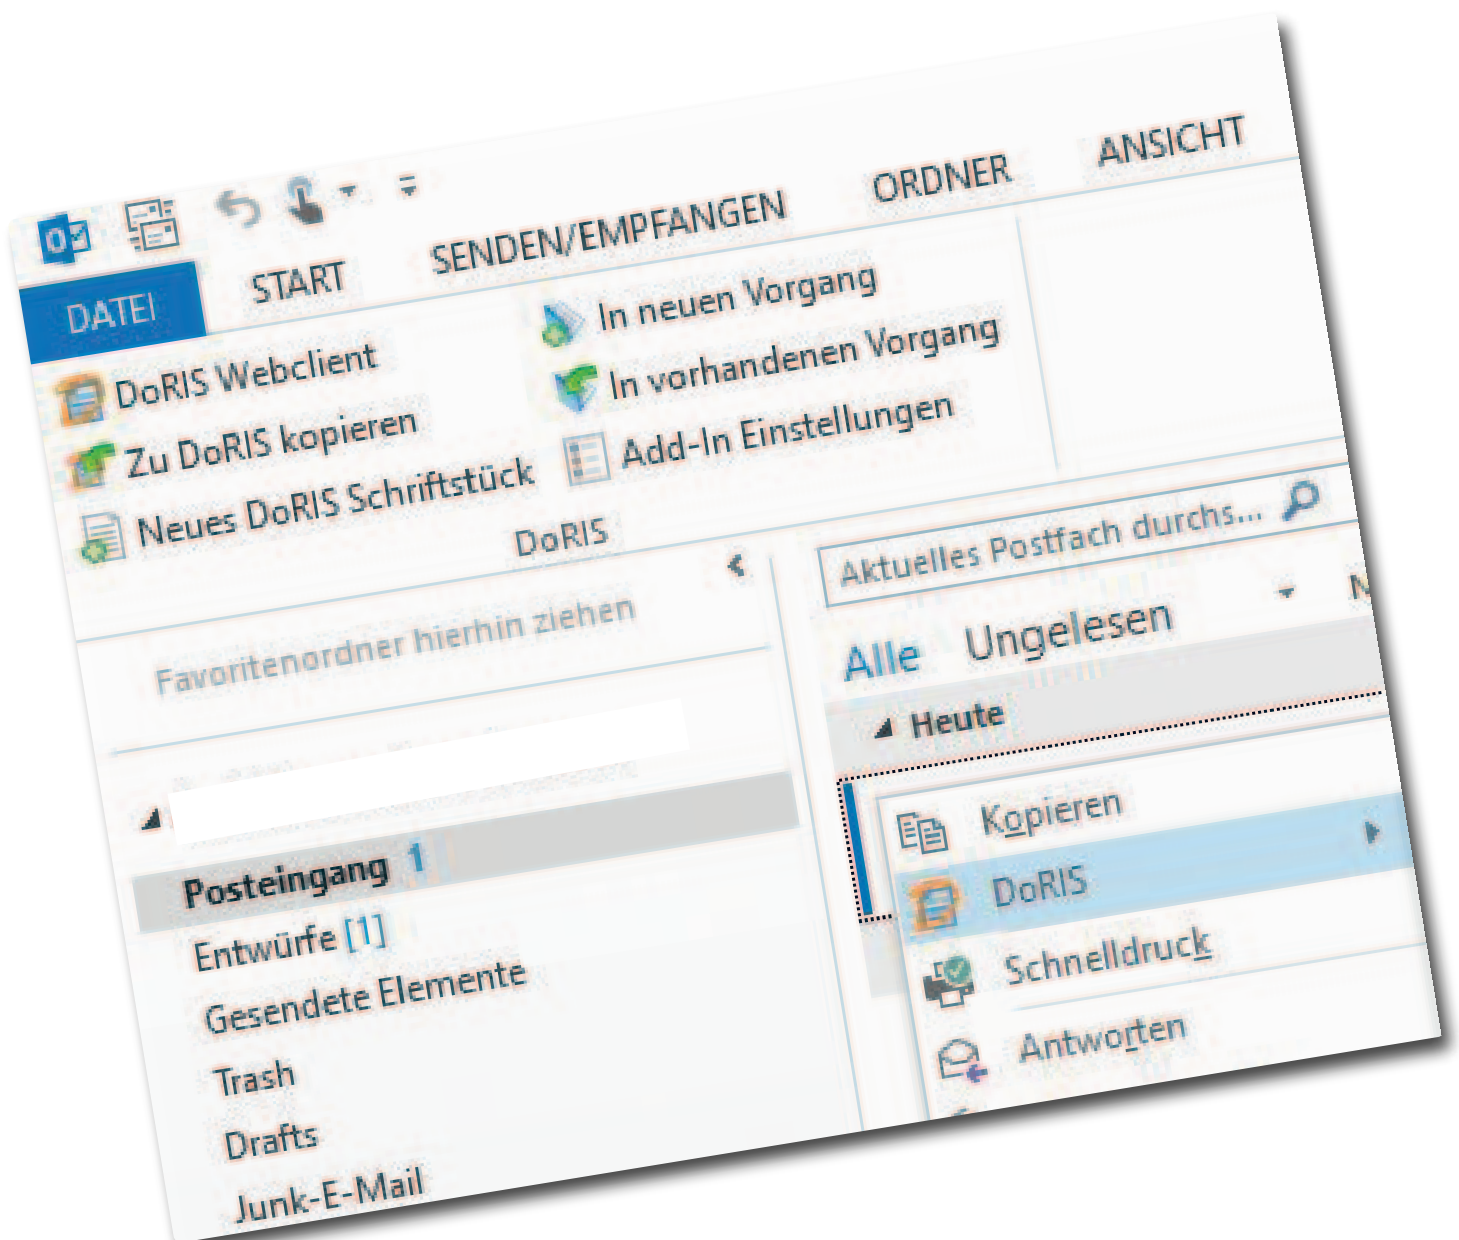 DATEI START SENDEN/EMPFANGEN ORDNER ANSICHT
DoRIS Webclient
Zu DoRIS kopieren
Neues DoRIS Schriftstück
In neuen Vorgang
In vorhandenen Vorgang
Add-In Einstellungen
DoRIS
Favoritenordner hierhin ziehen
Posteingang 1
Entwürfe [1]
Gesendete Elemente
Trash
Drafts
Junk-E-Mail
Aktuelles Postfach durchs...
Alle Ungelesen
Heute
Kopieren
DoRIS
Schnelldruck
Antworten